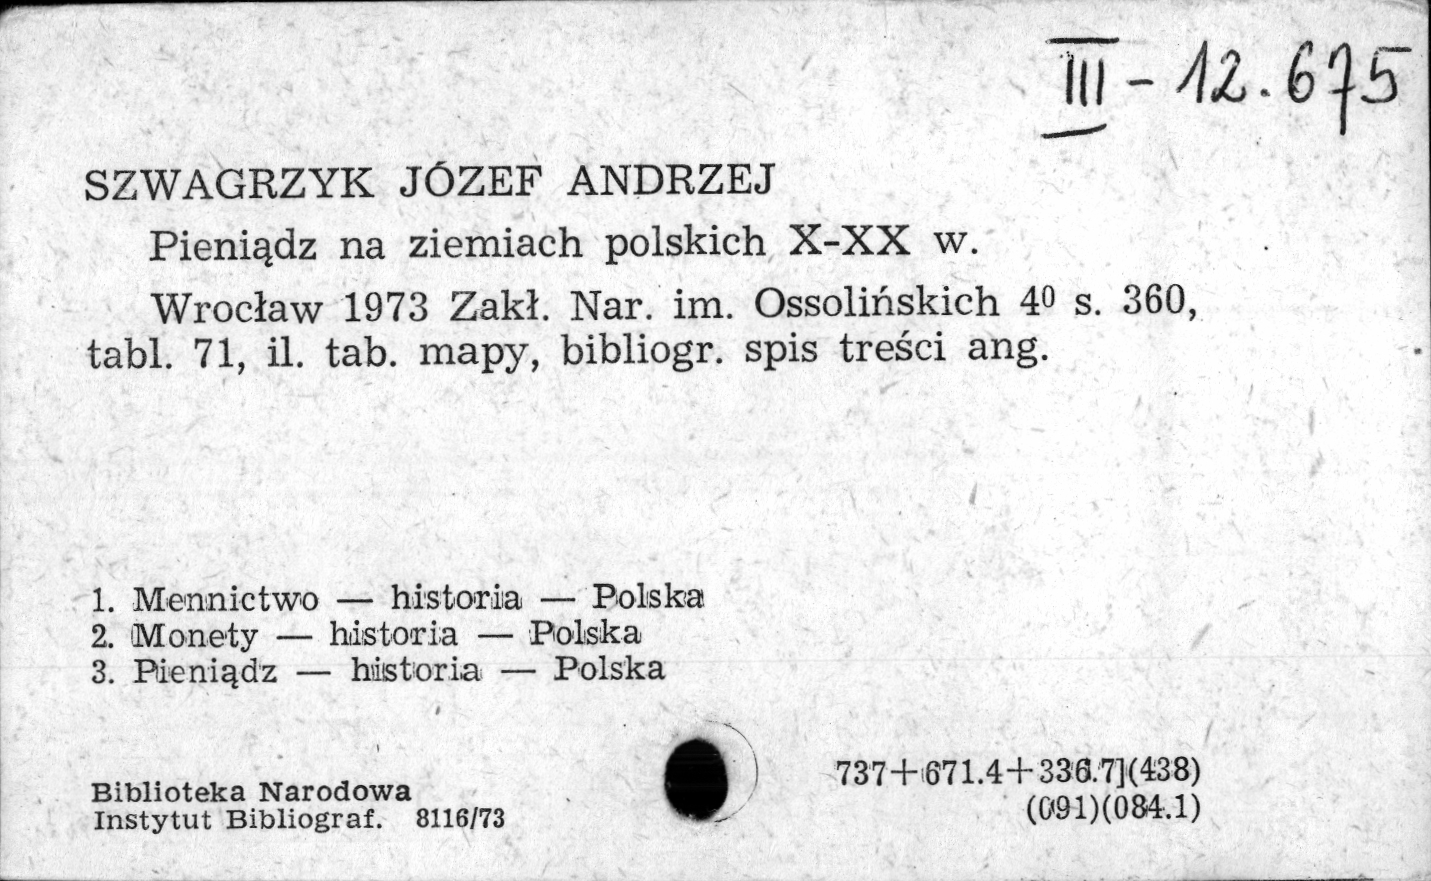 III - 12.675
SZWAGRZYK JÓZEF ANDRZEJ
Pieniądz na ziemiach polskich X-XX w.
Wrocław 1973 Zakł. Nar. im. Ossolińskich 4⁰ s. 360,
tabl. 71, il. tab. mapy, bibliogr. spis treści ang.
1. Mennictwo — historia — Polska
2. Monety — historia — Polska
3. Pieniądz — historia — Polska
737+671.4+336.7](438)
(091)(084.1)
Biblioteka Narodowa
Instytut Bibliograf. 8116/73